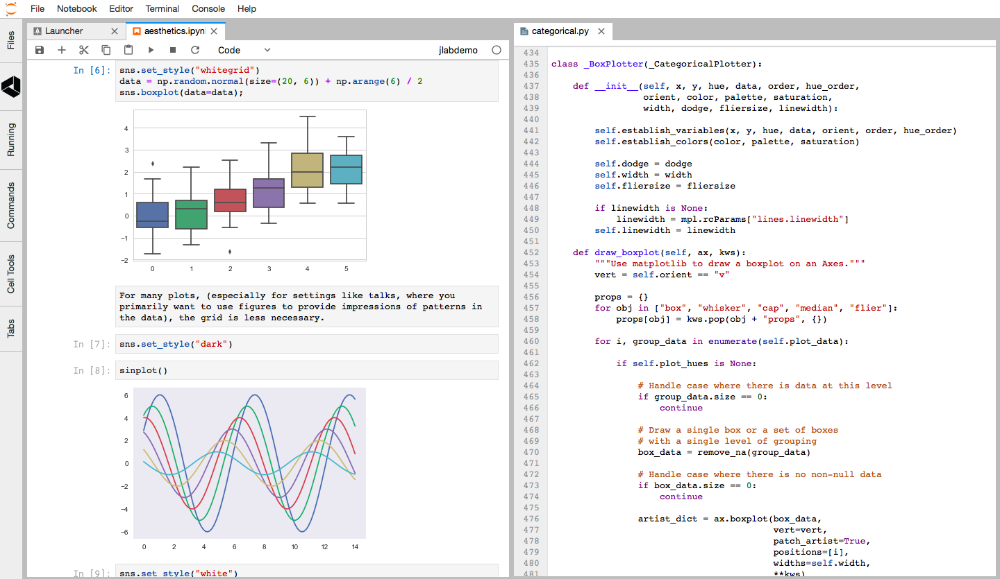 File Notebook Editor Terminal Console Help
Files
Running
Commands
Cell Tools
Tabs
Launcher
aesthetics.ipynl
Code
jlabdemo
In [6]:
sns.set_style("whitegrid")
data = np.random.normal(size=(20, 6)) + np.arange(6) / 2
sns.boxplot(data=data);
4
3
2
1
0
−1
−2
0 1 2 3 4 5
For many plots, (especially for settings like talks, where you
primarily want to use figures to provide impressions of patterns in
the data), the grid is less necessary.
In [7]:
sns.set_style("dark")
In [8]:
sinplot()
6
4
2
0
−2
−4
−6
0 2 4 6 8 10 12 14
In [9]:
sns.set_style("white")
categorical.py
434
435 class _BoxPlotter(_CategoricalPlotter):
436
437 def __init__(self, x, y, hue, data, order, hue_order,
438 orient, color, palette, saturation,
439 width, dodge, fliersize, linewidth):
440
441 self.establish_variables(x, y, hue, data, orient, order, hue_order)
442 self.establish_colors(color, palette, saturation)
443
444 self.dodge = dodge
445 self.width = width
446 self.fliersize = fliersize
447
448 if linewidth is None:
449 linewidth = mpl.rcParams["lines.linewidth"]
450 self.linewidth = linewidth
451
452 def draw_boxplot(self, ax, kws):
453 """Use matplotlib to draw a boxplot on an Axes."""
454 vert = self.orient == "v"
455
456 props = {}
457 for obj in ["box", "whisker", "cap", "median", "flier"]:
458 props[obj] = kws.pop(obj + "props", {})
459
460 for i, group_data in enumerate(self.plot_data):
461
462 if self.plot_hues is None:
463
464 # Handle case where there is data at this level
465 if group_data.size == 0:
466 continue
467
468 # Draw a single box or a set of boxes
469 # with a single level of grouping
470 box_data = remove_na(group_data)
471
472 # Handle case where there is no non-null data
473 if box_data.size == 0:
474 continue
475
476 artist_dict = ax.boxplot(box_data,
477 vert=vert,
478 patch_artist=True,
479 positions=[i],
480 widths=self.width,
481 **kws)